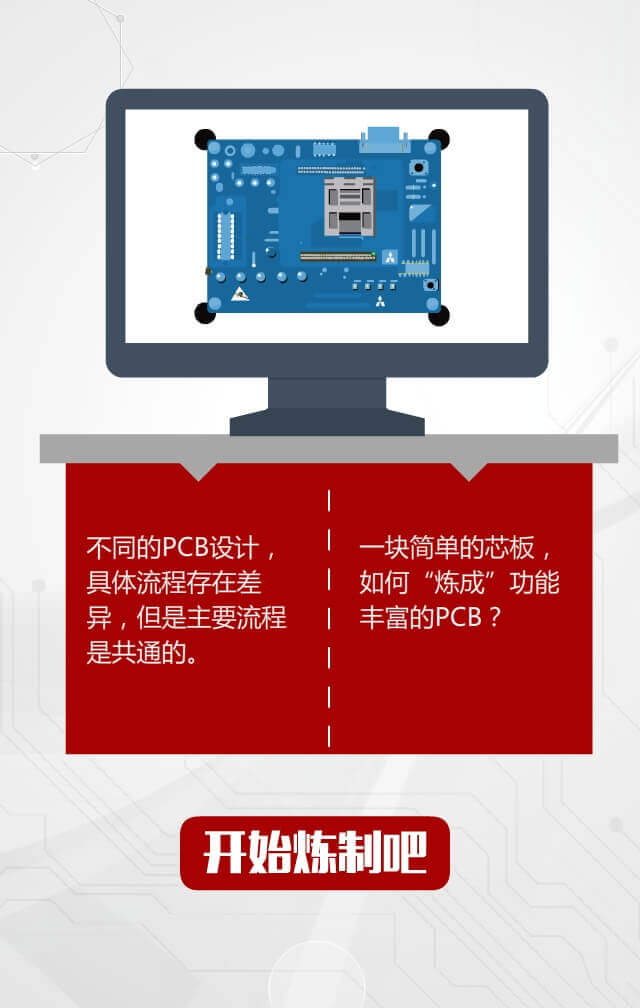 不同的PCB设计，
具体流程存在差
异，但是主要流程
是共通的。
一块简单的芯板，
如何“炼成”功能
丰富的PCB？
开始炼制吧